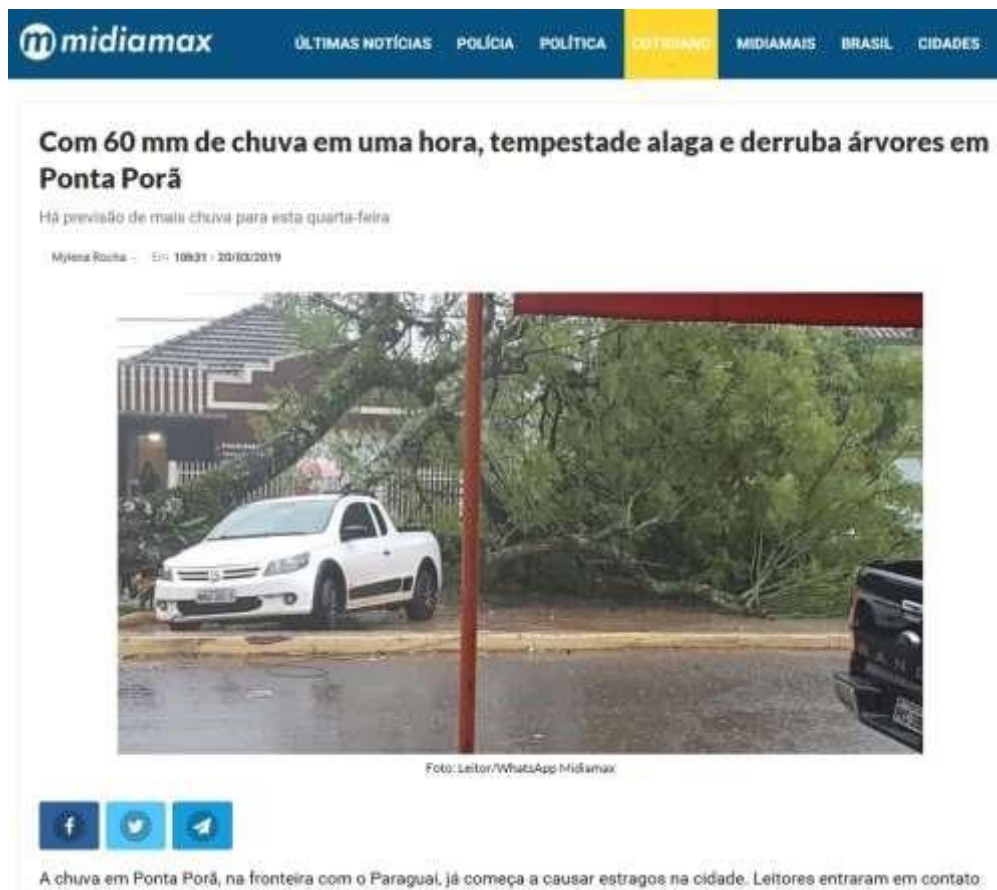 midiamax
ÚLTIMAS NOTÍCIAS POLÍCIA POLÍTICA COTIDIANO MIDIAMAIS BRASIL CIDADES
Com 60 mm de chuva em uma hora, tempestade alaga e derruba árvores em
Ponta Porã
Há previsão de mais chuva para esta quarta-feira
Mylena Rocha - Em 10h31 - 20/03/2019
Foto: Leitor/WhatsApp Midiamax
A chuva em Ponta Porã, na fronteira com o Paraguai, já começa a causar estragos na cidade. Leitores entraram em contato